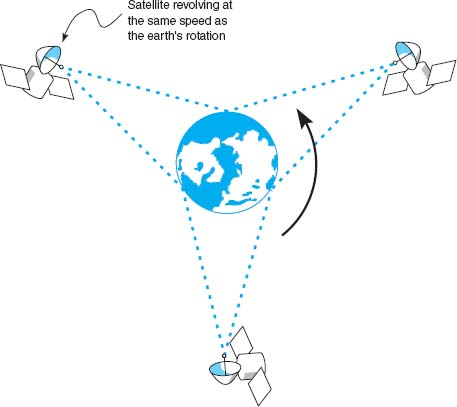 Satellite revolving at
the same speed as
the earth's rotation